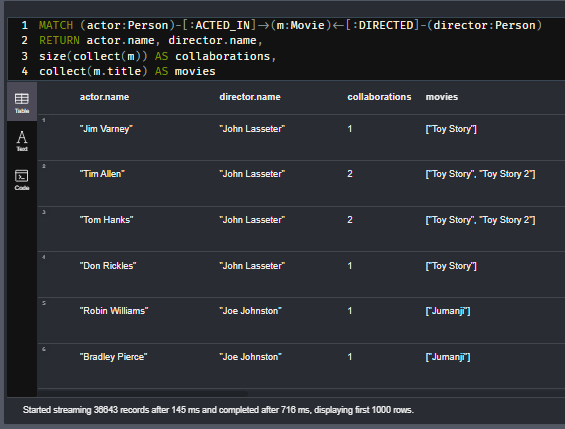 1 MATCH (actor:Person)-[:ACTED_IN]->(m:Movie)<-[:DIRECTED]-(director:Person)
2 RETURN actor.name, director.name,
3 size(collect(m)) AS collaborations,
4 collect(m.title) AS movies
Table
Text
Code
actor.name director.name collaborations movies
1 "Jim Varney" "John Lasseter" 1 ["Toy Story"]
2 "Tim Allen" "John Lasseter" 2 ["Toy Story", "Toy Story 2"]
3 "Tom Hanks" "John Lasseter" 2 ["Toy Story", "Toy Story 2"]
4 "Don Rickles" "John Lasseter" 1 ["Toy Story"]
5 "Robin Williams" "Joe Johnston" 1 ["Jumanji"]
6 "Bradley Pierce" "Joe Johnston" 1 ["Jumanji"]
Started streaming 36643 records after 145 ms and completed after 716 ms, displaying first 1000 rows.